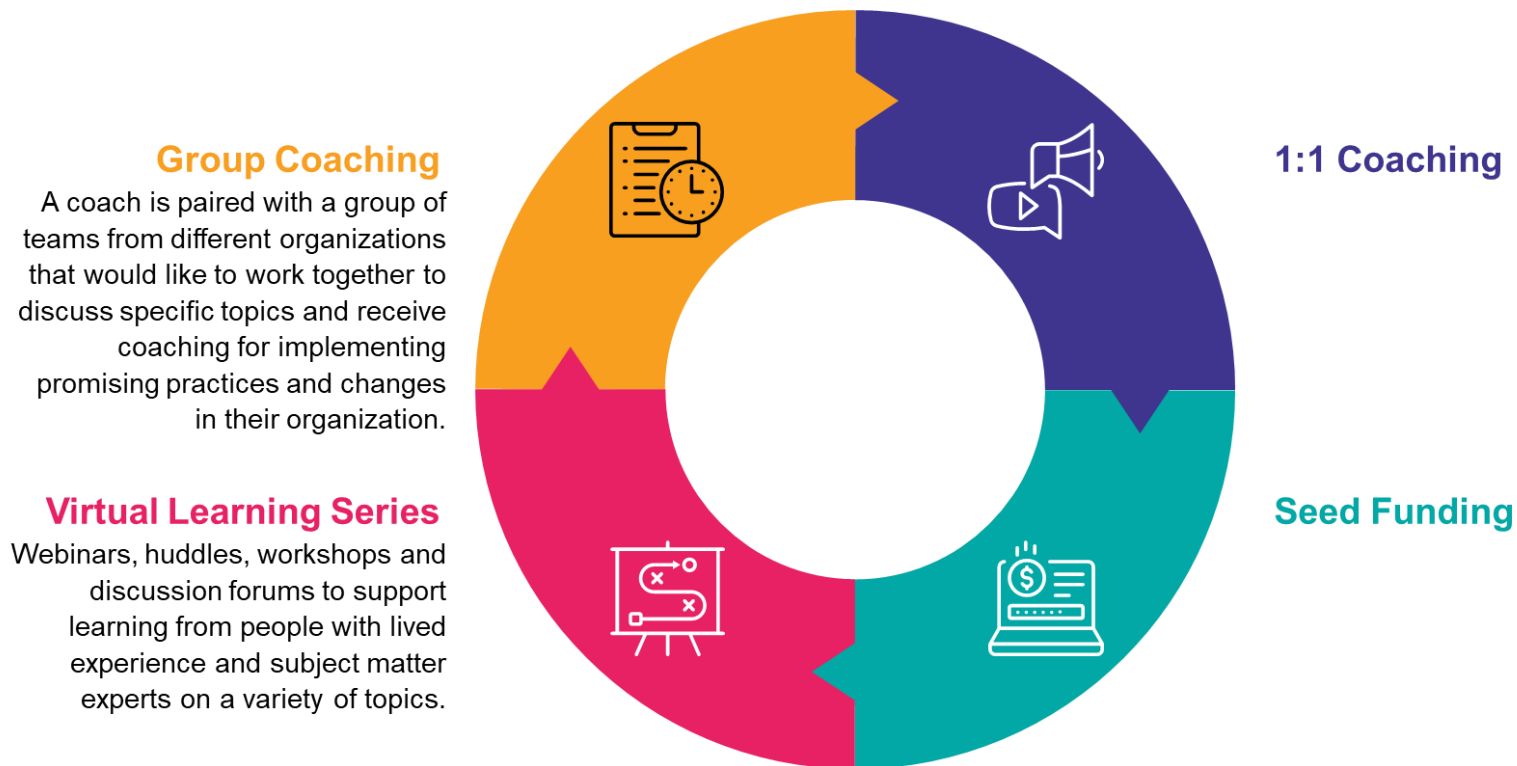 Group Coaching
A coach is paired with a group of
teams from different organizations
that would like to work together to
discuss specific topics and receive
coaching for implementing
promising practices and changes
in their organization.
Virtual Learning Series
Webinars, huddles, workshops and
discussion forums to support
learning from people with lived
experience and subject matter
experts on a variety of topics.
1:1 Coaching
Seed Funding
$